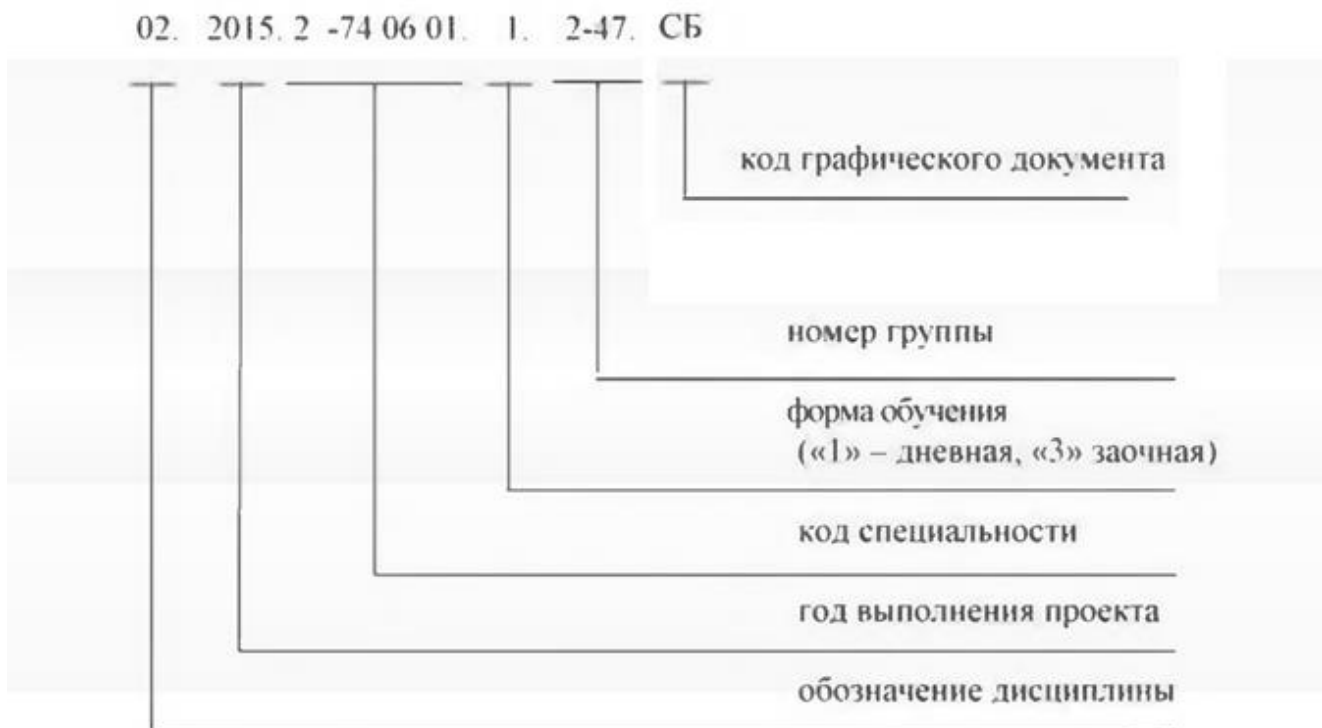 02. 2015. 2 -74 06 01. 1. 2-47. СБ
код графического документа
номер группы
форма обучения
(«1» – дневная, «3» заочная)
код специальности
год выполнения проекта
обозначение дисциплины